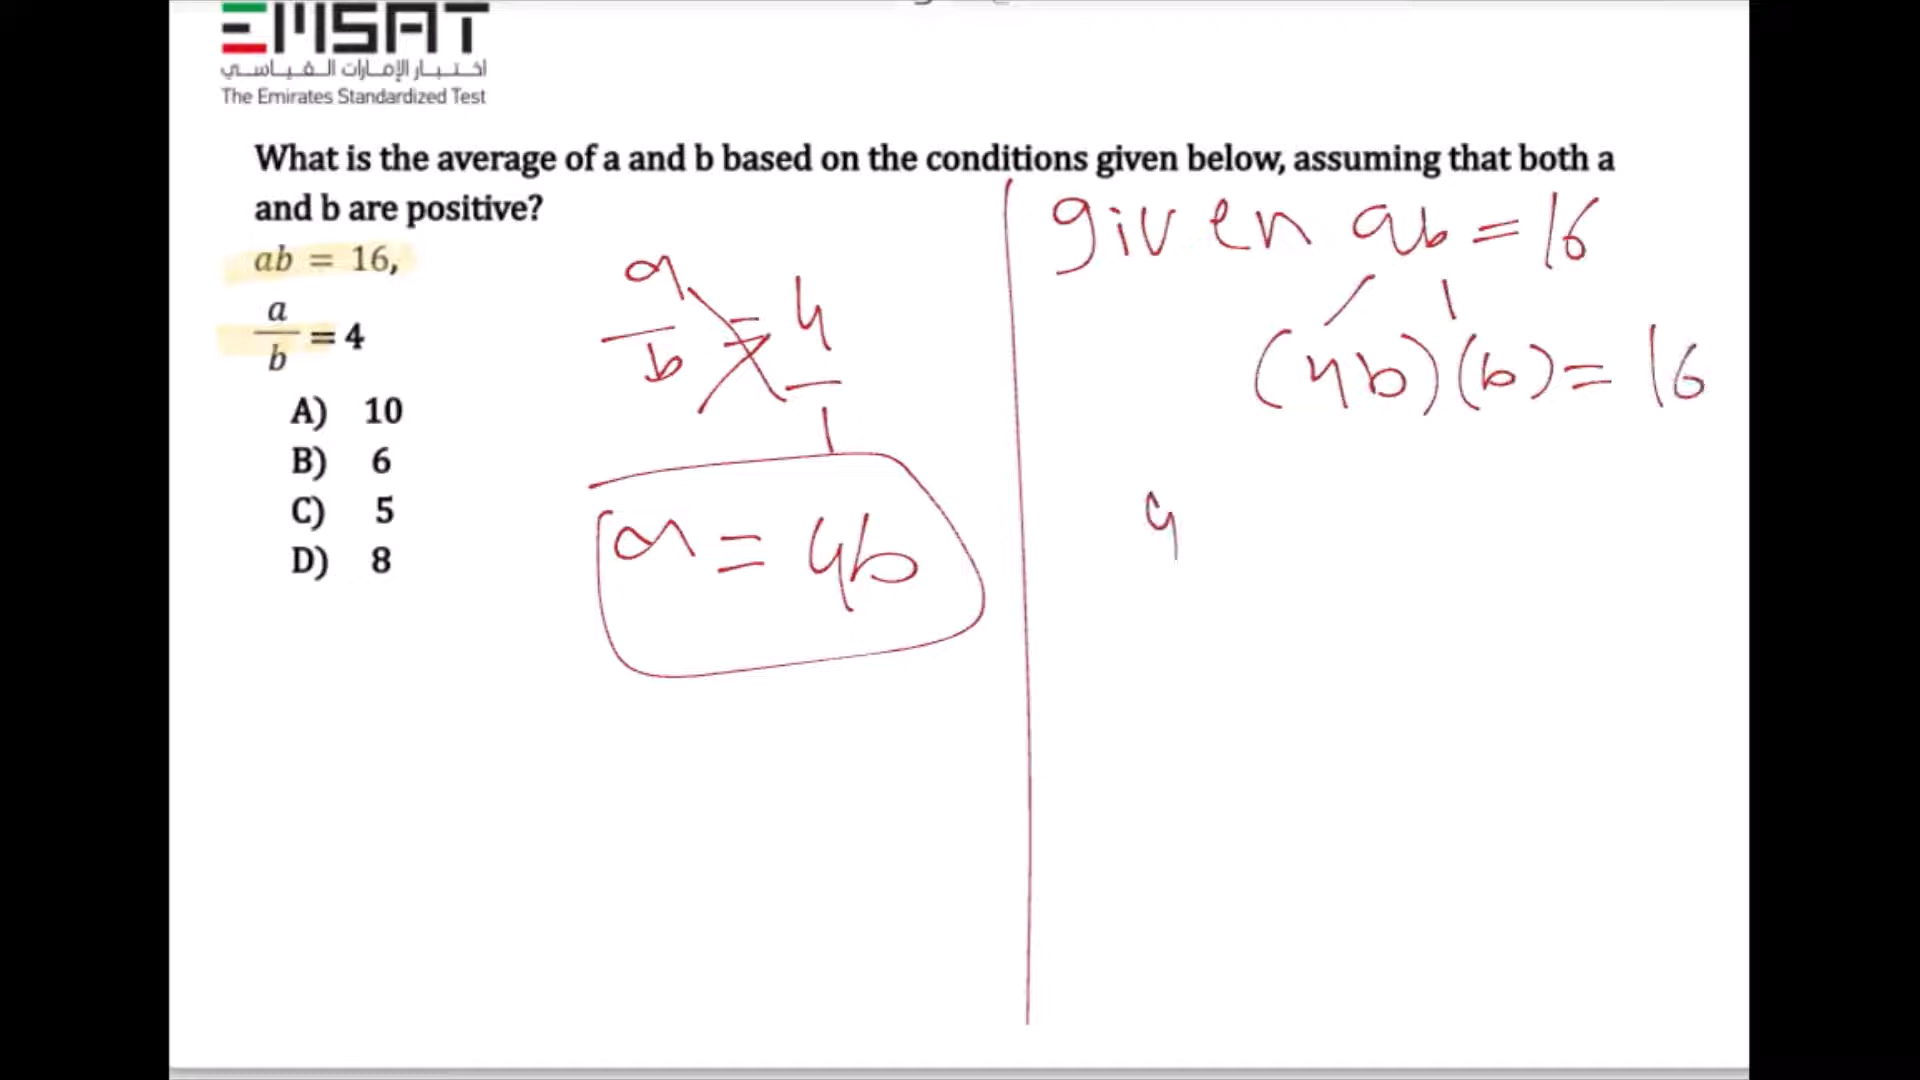 EMSAT
اختبار الإمارات القياسي
The Emirates Standardized Test
What is the average of a and b based on the conditions given below, assuming that both a
and b are positive?
ab = 16,
a
b
= 4
A) 10
B) 6
C) 5
D) 8
a
b
= 4
1
a = 4b
given ab = 16
(4b)(b) = 16
4